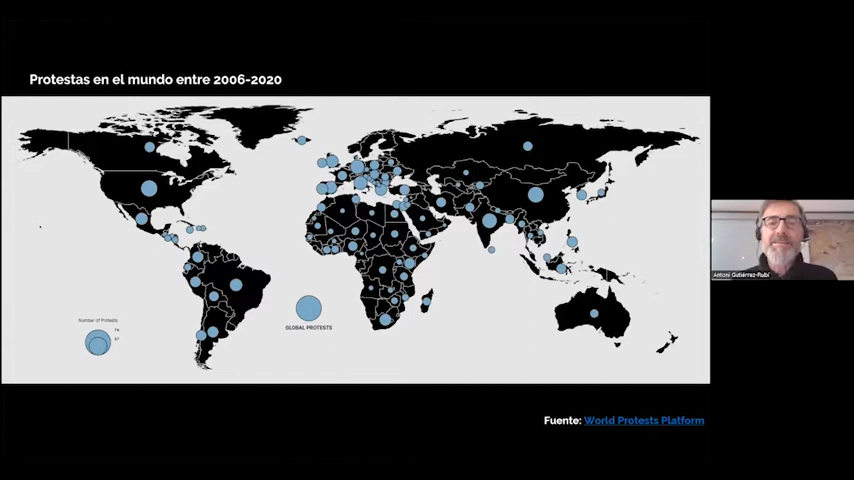 Protestas en el mundo entre 2006-2020
Number of Protests
74
37
GLOBAL PROTESTS
Antoni Gutiérrez-Rubí
Fuente: World Protests Platform